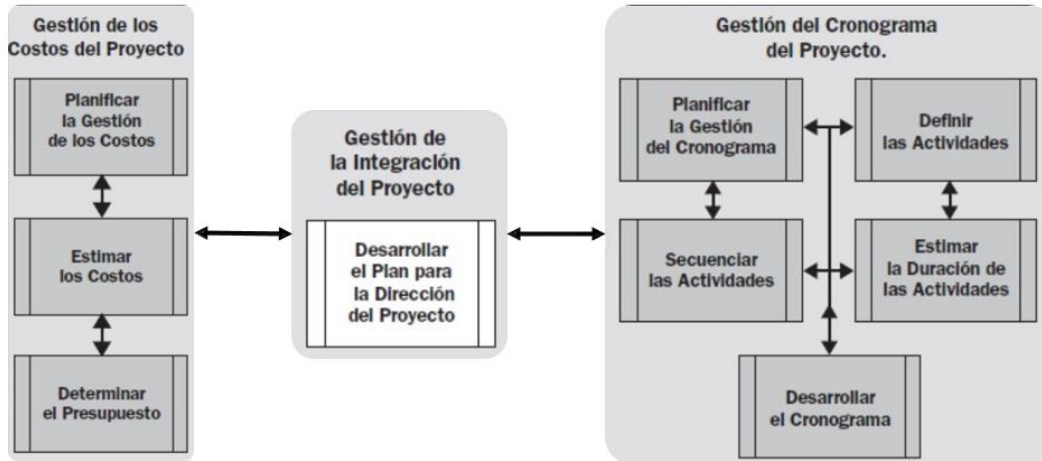 Gestión de los
Costos del Proyecto
Planificar
la Gestión
de los Costos
Estimar
los Costos
Determinar
el Presupuesto
Gestión de
la Integración
del Proyecto
Desarrollar
el Plan para
la Dirección
del Proyecto
Gestión del Cronograma
del Proyecto.
Planificar
la Gestión
del Cronograma
Definir
las Actividades
Secuenciar
las Actividades
Estimar
la Duración de
las Actividades
Desarrollar
el Cronograma